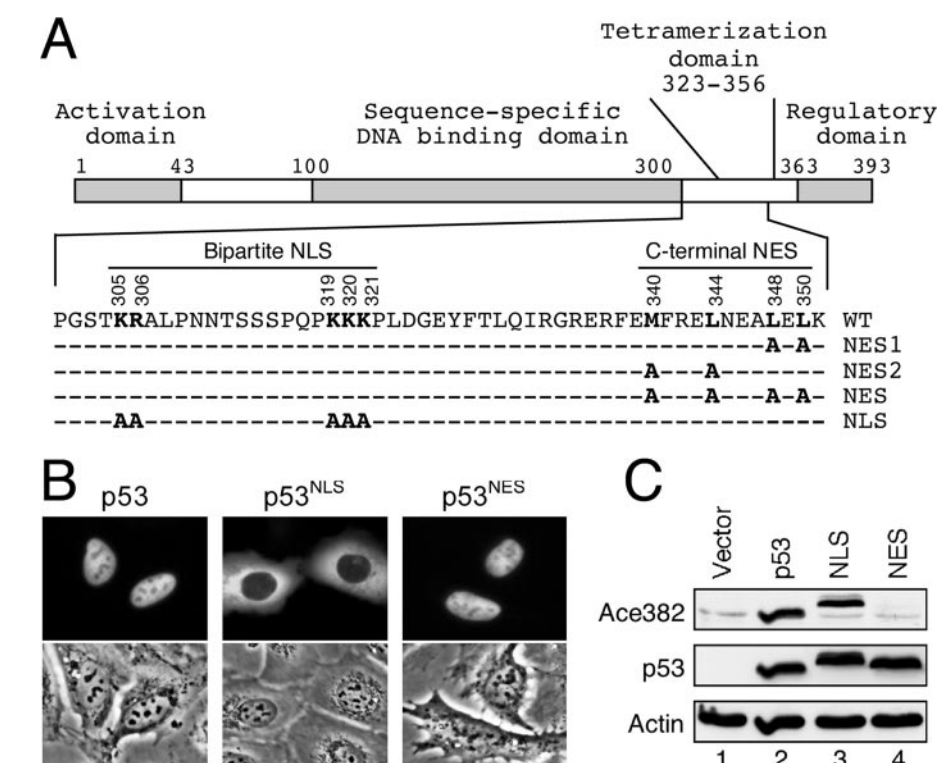 A
Tetramerization
domain
323-356
Activation
domain
Sequence-specific
DNA binding domain
Regulatory
domain
1 43 100 300 363 393
Bipartite NLS C-terminal NES
305 306 319 320 321 340 344 348 350
PGSTKRALPNNTSSSPQPKKKPLDGEYFTLQIRGRERFEMFRELNEALELK WT
---------------------------------------------------A-A- NES1
---------------------------------------A---A------- NES2
---------------------------------------A---A---A-A- NES
----AA------------AAA------------------------------ NLS
B
p53 p53NLS p53NES
C
Vector p53 NLS NES
Ace382
p53
Actin
1 2 3 4